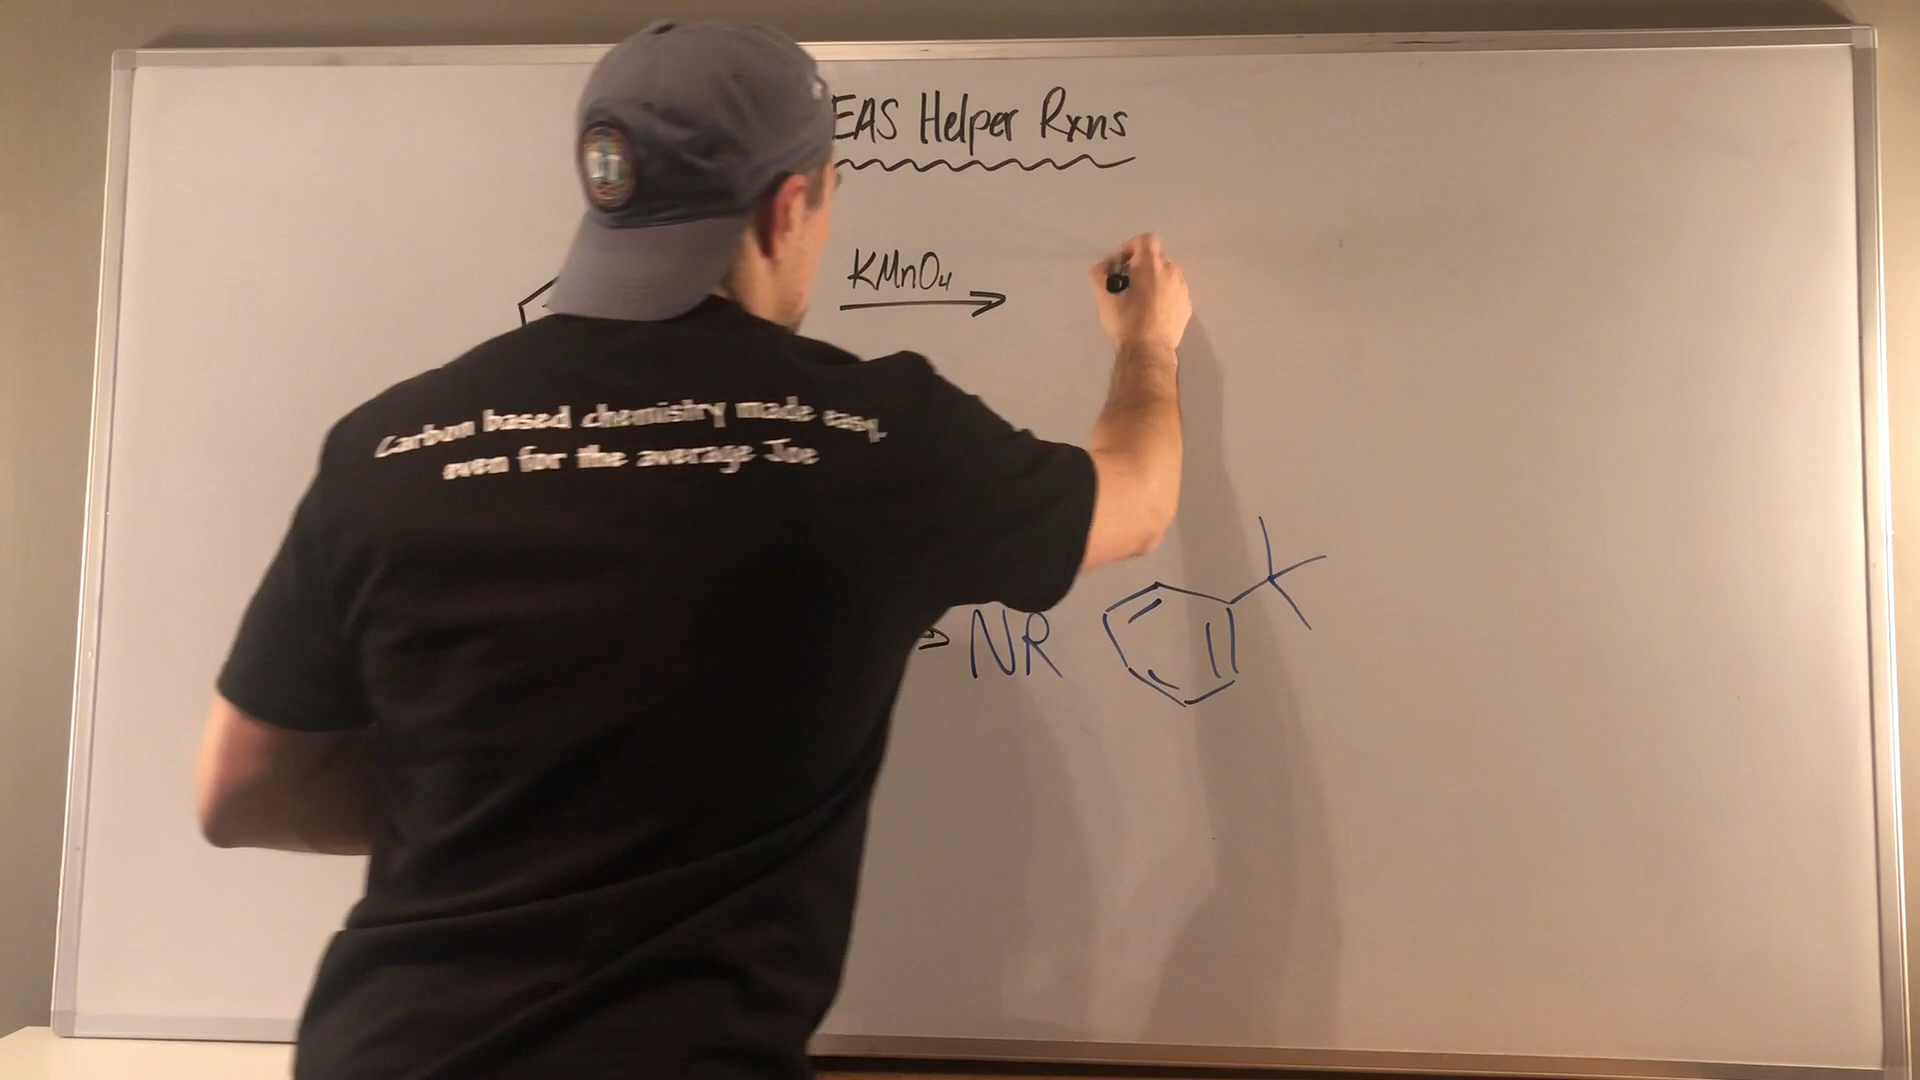 EAS Helper Rxns
KMnO₄
Carbon based chemistry made easy,
even for the average Joe
NR